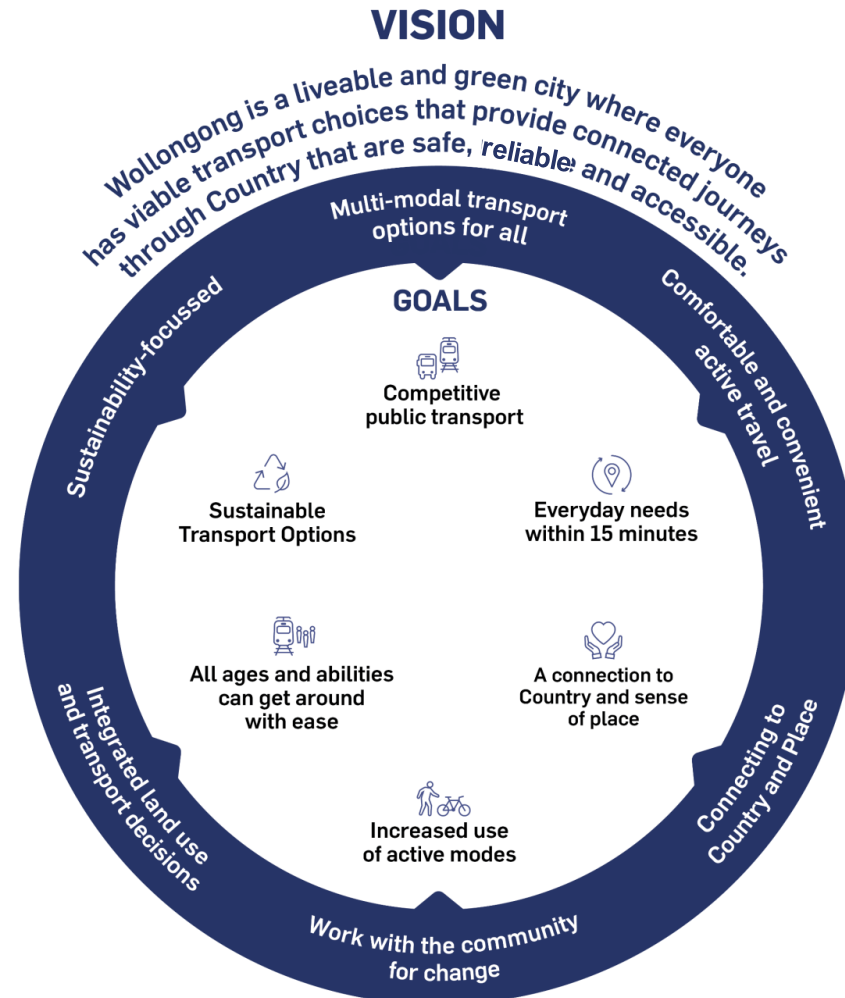 VISION
Wollongong is a liveable and green city where everyone
has viable transport choices that provide connected journeys
through Country that are safe, reliable and accessible.
Multi-modal transport
options for all
Comfortable and convenient
active travel
Connecting to
Country and Place
Work with the community
for change
Integrated land use
and transport decisions
Sustainability-focussed
GOALS
Competitive
public transport
Everyday needs
within 15 minutes
A connection to
Country and sense
of place
Increased use
of active modes
All ages and abilities
can get around
with ease
Sustainable
Transport Options